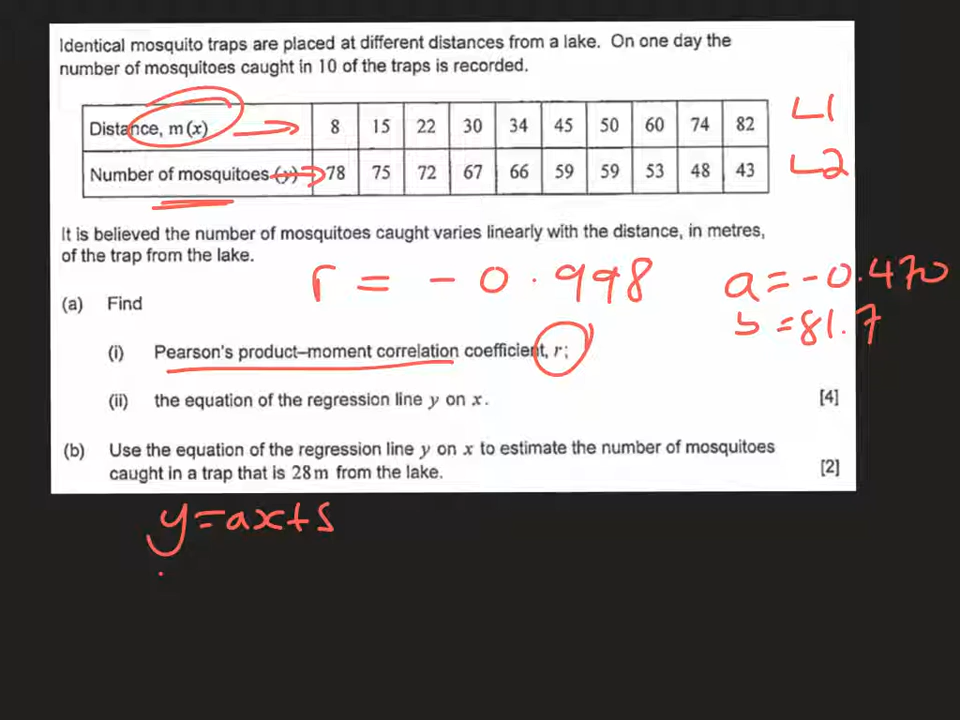 Identical mosquito traps are placed at different distances from a lake. On one day the
number of mosquitoes caught in 10 of the traps is recorded.
Distance, m (x) 8 15 22 30 34 45 50 60 74 82 L1
Number of mosquitoes (y) 78 75 72 67 66 59 59 53 48 43 L2
It is believed the number of mosquitoes caught varies linearly with the distance, in metres,
of the trap from the lake.
r = -0.998 a=-0.470
b=81.7
(a) Find
(i) Pearson's product–moment correlation coefficient, r;
(ii) the equation of the regression line y on x. [4]
(b) Use the equation of the regression line y on x to estimate the number of mosquitoes
caught in a trap that is 28 m from the lake. [2]
y=ax+b